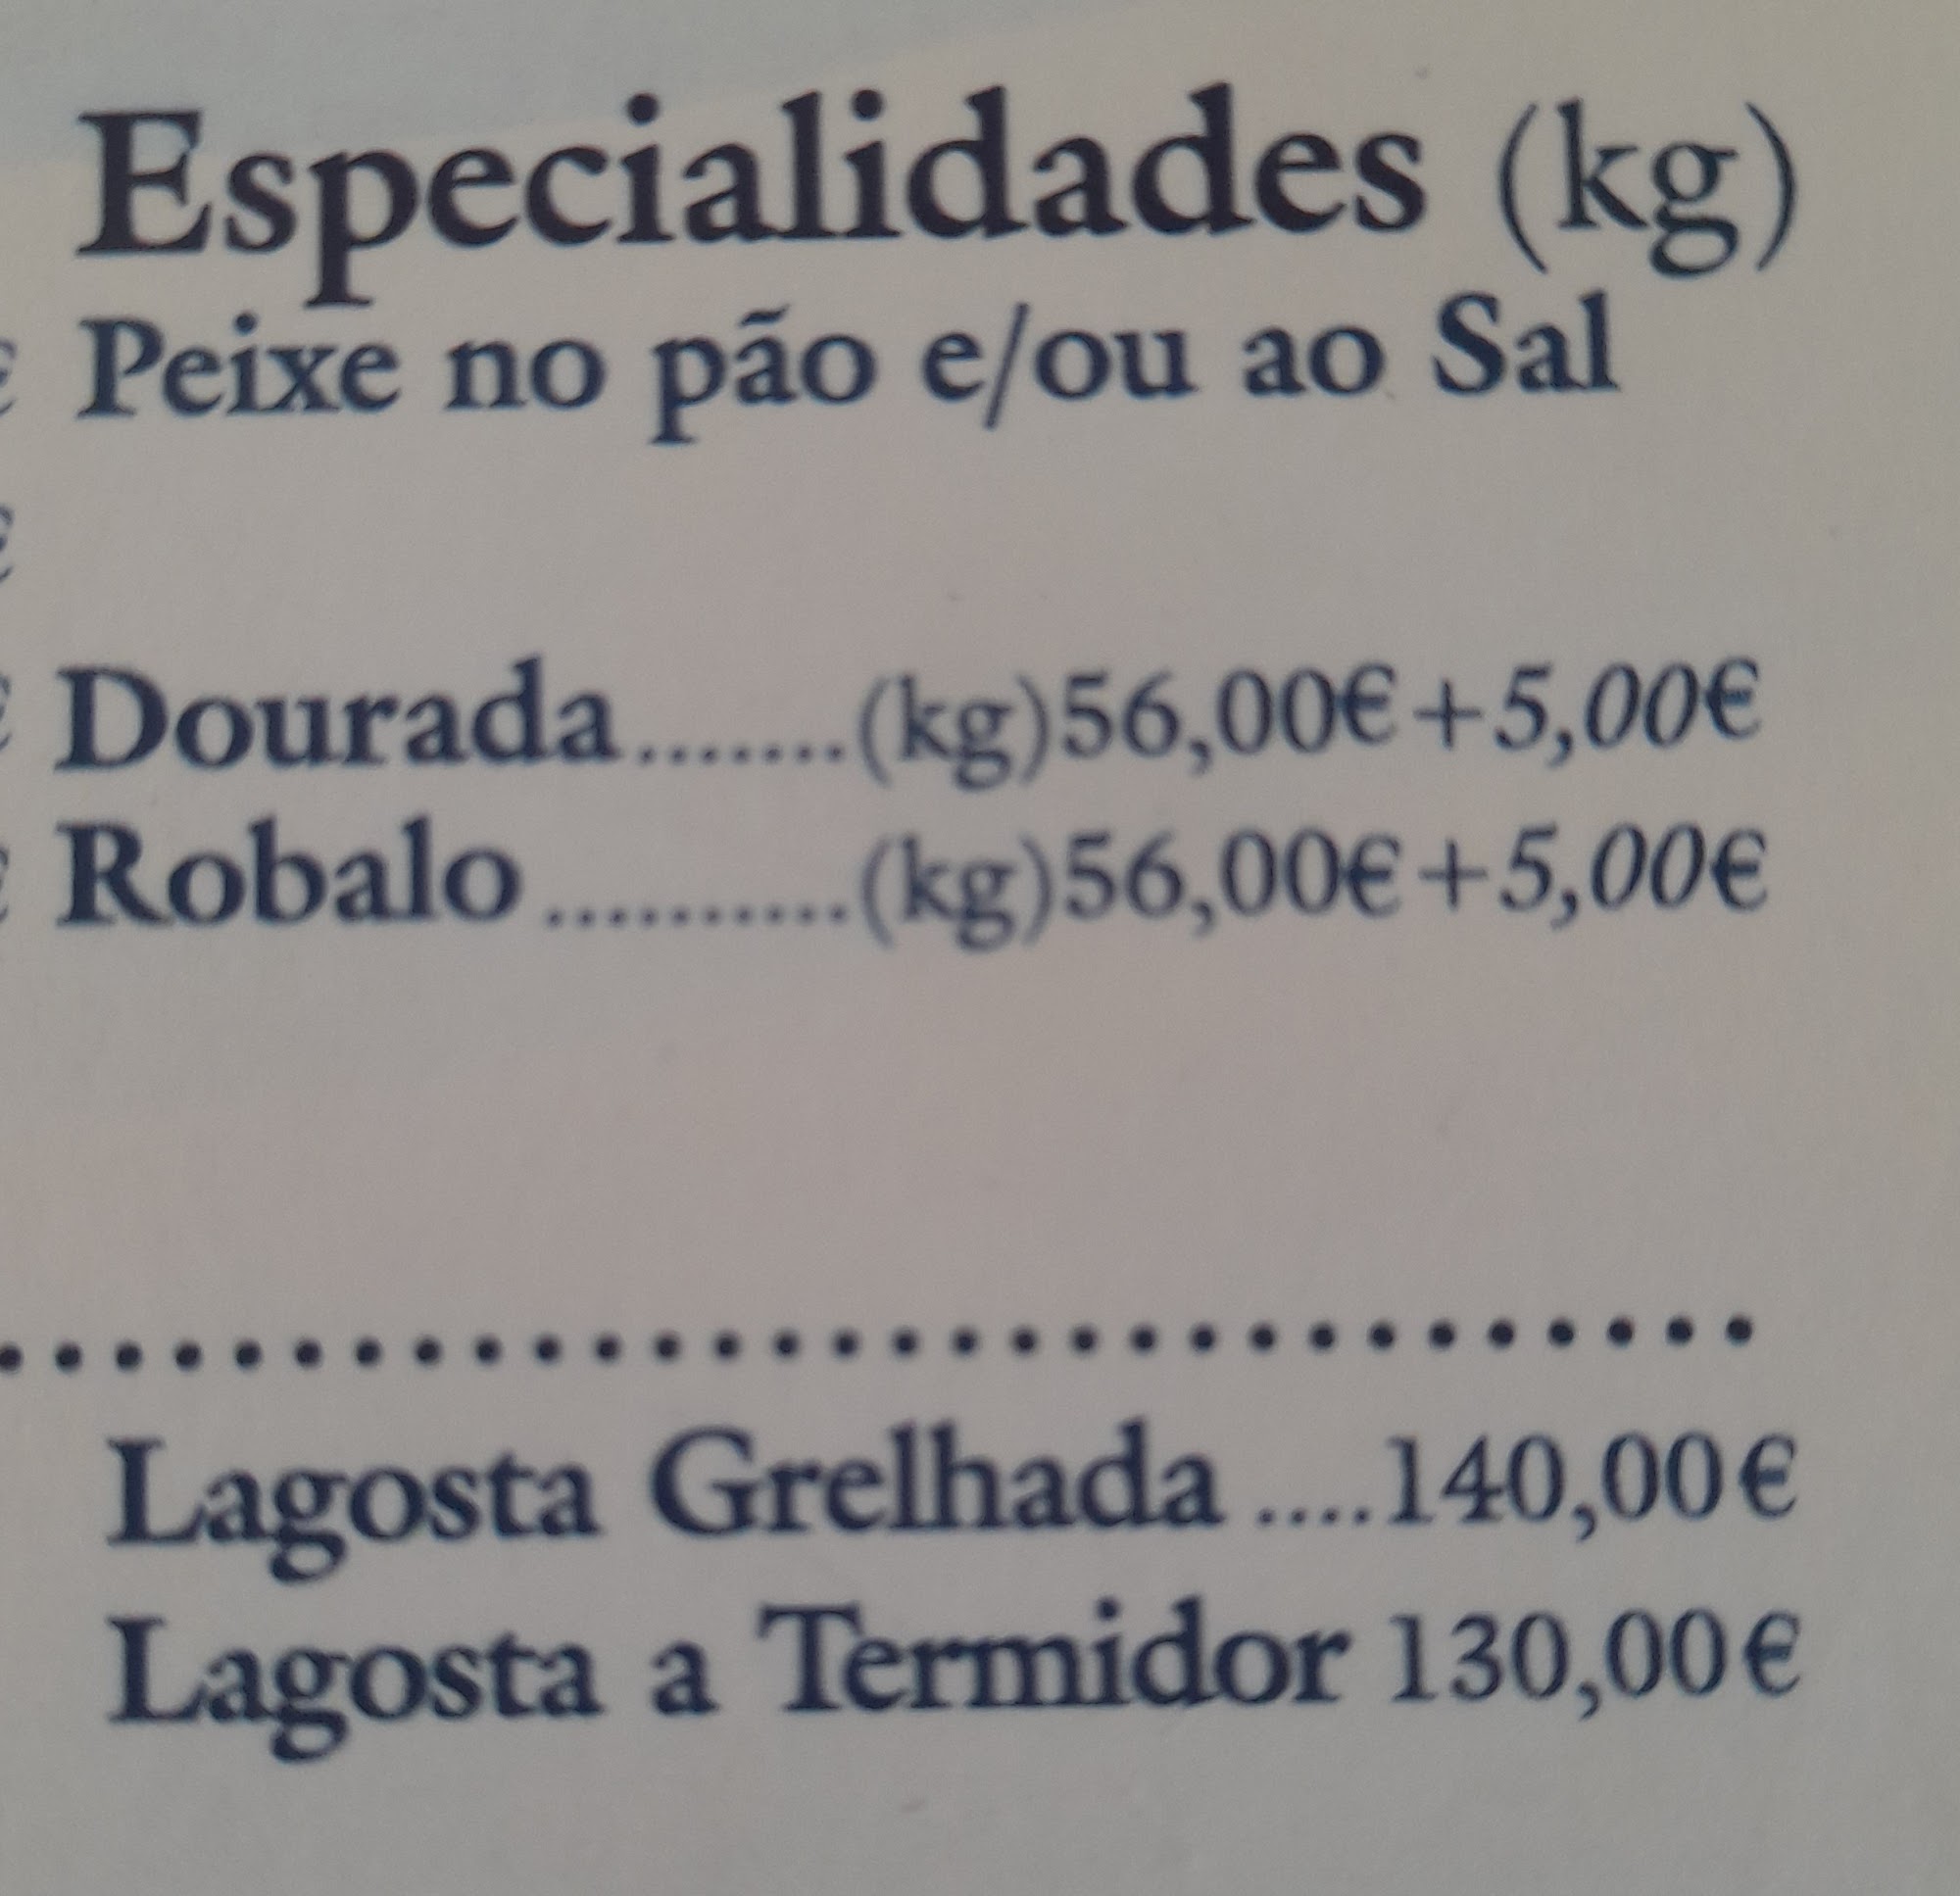 Especialidades (kg)
€ Peixe no pão e/ou ao Sal
€
€ Dourada.......(kg)56,00€+5,00€
€ Robalo..........(kg)56,00€+5,00€
Lagosta Grelhada ....140,00€
Lagosta a Termidor 130,00€